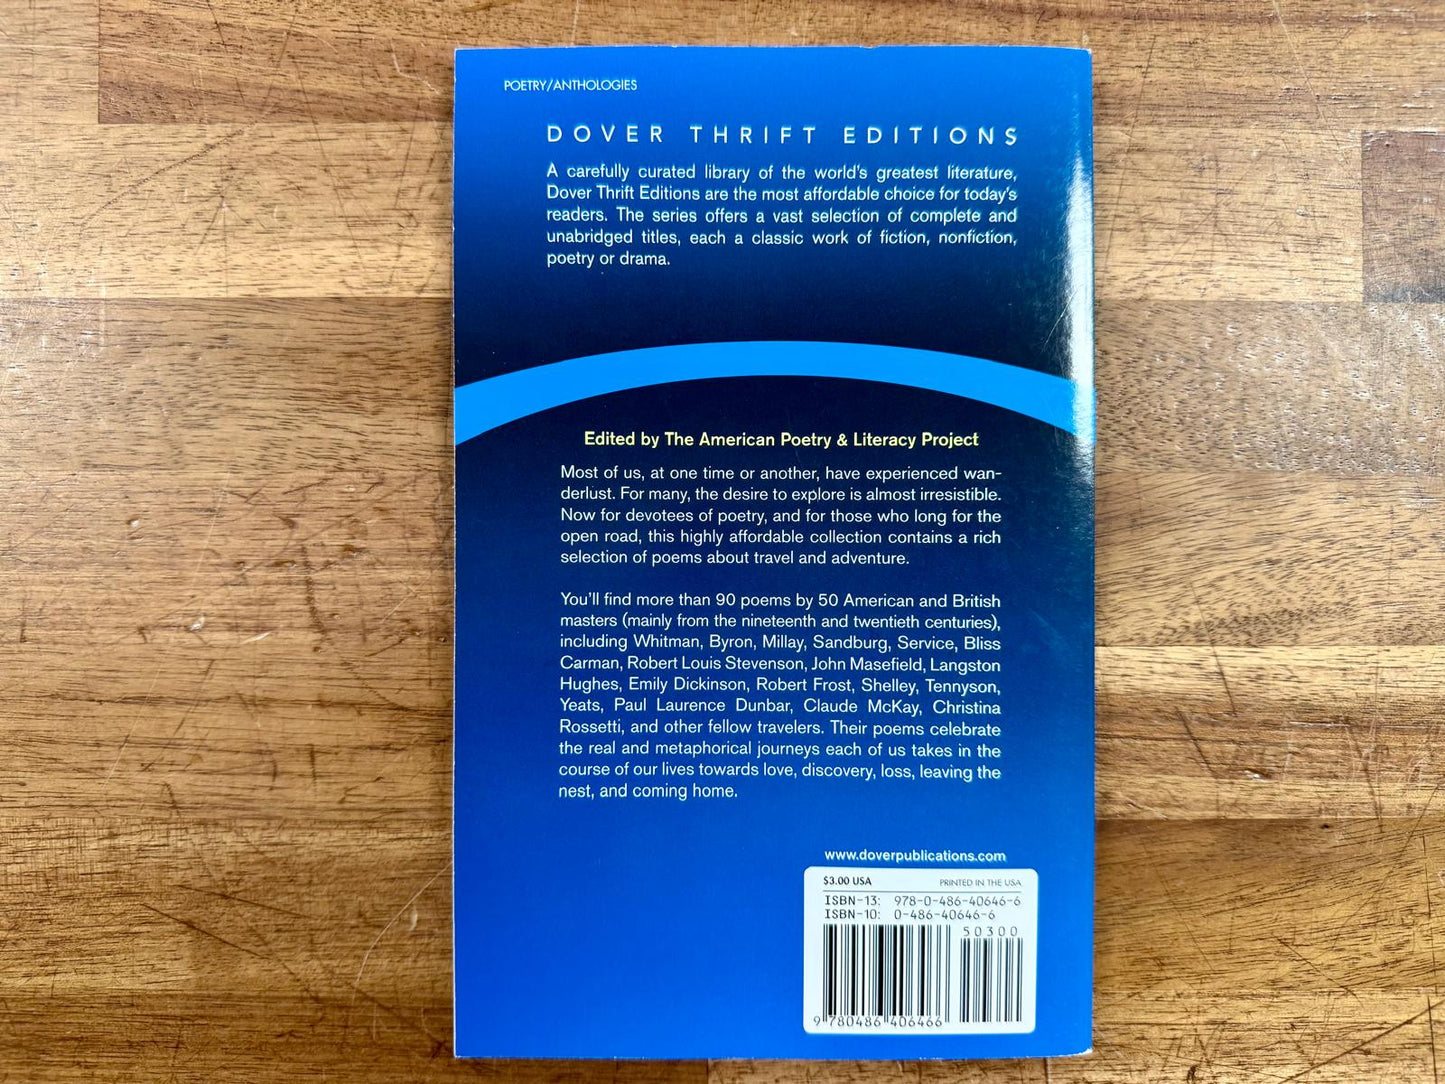 POETRY/ANTHOLOGIES
DOVER THRIFT EDITIONS
A carefully curated library of the world's greatest literature,
Dover Thrift Editions are the most affordable choice for today's
readers. The series offers a vast selection of complete and
unabridged titles, each a classic work of fiction, nonfiction,
poetry or drama.
Edited by The American Poetry & Literacy Project
Most of us, at one time or another, have experienced wan-
derlust. For many, the desire to explore is almost irresistible.
Now for devotees of poetry, and for those who long for the
open road, this highly affordable collection contains a rich
selection of poems about travel and adventure.
You'll find more than 90 poems by 50 American and British
masters (mainly from the nineteenth and twentieth centuries),
including Whitman, Byron, Millay, Sandburg, Service, Bliss
Carman, Robert Louis Stevenson, John Masefield, Langston
Hughes, Emily Dickinson, Robert Frost, Shelley, Tennyson,
Yeats, Paul Laurence Dunbar, Claude McKay, Christina
Rossetti, and other fellow travelers. Their poems celebrate
the real and metaphorical journeys each of us takes in the
course of our lives towards love, discovery, loss, leaving the
nest, and coming home.
www.doverpublications.com
$3.00 USA PRINTED IN THE USA
ISBN-13: 978-0-486-40646-6
ISBN-10: 0-486-40646-6
50300
9 780486 406466